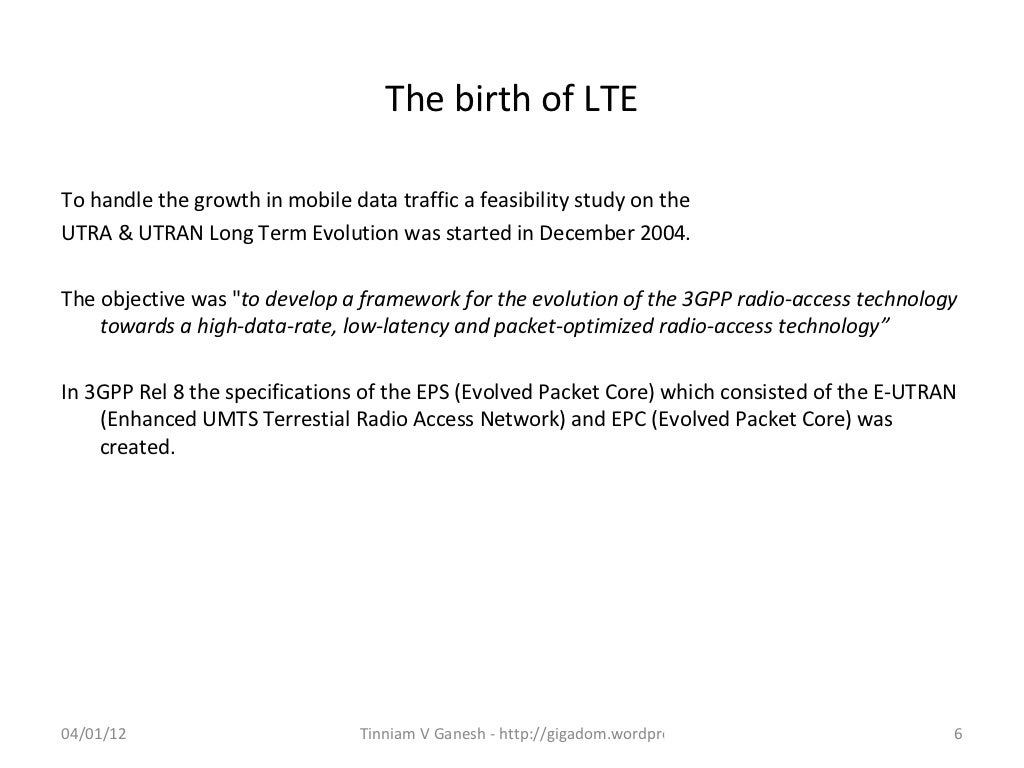 The birth of LTE
To handle the growth in mobile data traffic a feasibility study on the
UTRA & UTRAN Long Term Evolution was started in December 2004.
The objective was "to develop a framework for the evolution of the 3GPP radio-access technology
towards a high-data-rate, low-latency and packet-optimized radio-access technology”
In 3GPP Rel 8 the specifications of the EPS (Evolved Packet Core) which consisted of the E-UTRAN
(Enhanced UMTS Terrestial Radio Access Network) and EPC (Evolved Packet Core) was
created.
04/01/12 Tinniam V Ganesh - http://gigadom.wordpr 6